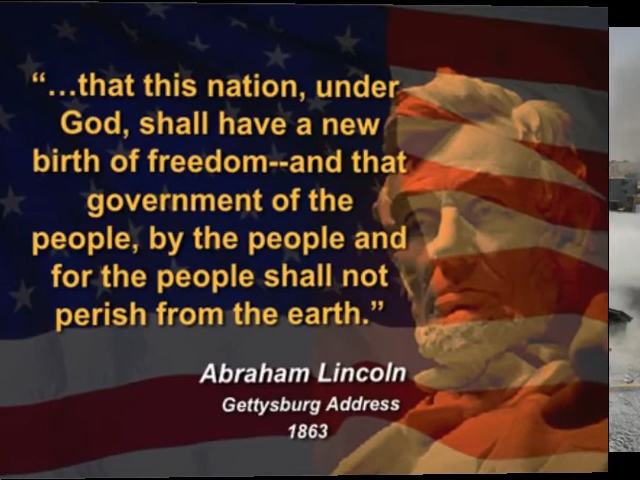 “…that this nation, under
God, shall have a new
birth of freedom--and that
government of the
people, by the people and
for the people shall not
perish from the earth.”
Abraham Lincoln
Gettysburg Address
1863